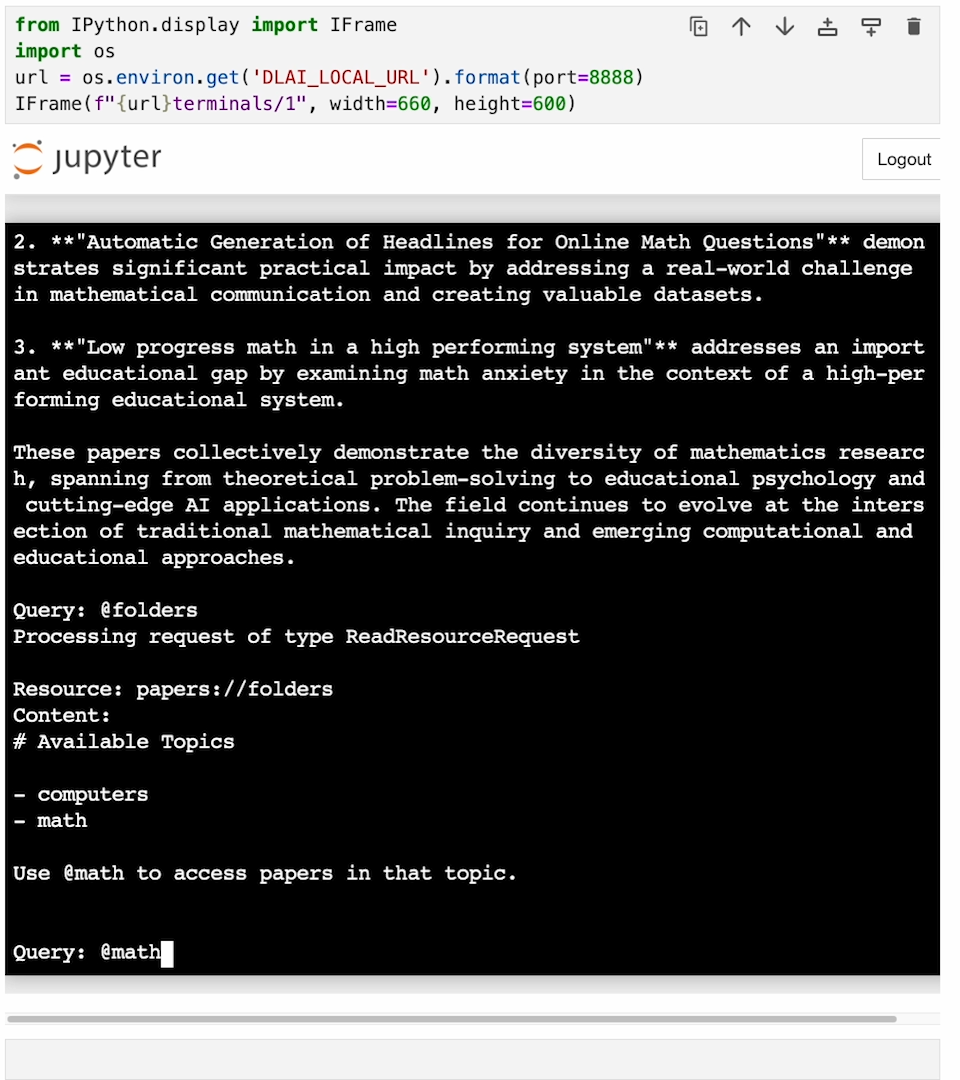 from IPython.display import IFrame
import os
url = os.environ.get('DLAI_LOCAL_URL').format(port=8888)
IFrame(f"{url}terminals/1", width=660, height=600)
jupyter
Logout
2. **"Automatic Generation of Headlines for Online Math Questions"** demon
strates significant practical impact by addressing a real-world challenge
in mathematical communication and creating valuable datasets.
3. **"Low progress math in a high performing system"** addresses an import
ant educational gap by examining math anxiety in the context of a high-per
forming educational system.
These papers collectively demonstrate the diversity of mathematics researc
h, spanning from theoretical problem-solving to educational psychology and
cutting-edge AI applications. The field continues to evolve at the inters
ection of traditional mathematical inquiry and emerging computational and
educational approaches.
Query: @folders
Processing request of type ReadResourceRequest
Resource: papers://folders
Content:
# Available Topics
- computers
- math
Use @math to access papers in that topic.
Query: @math